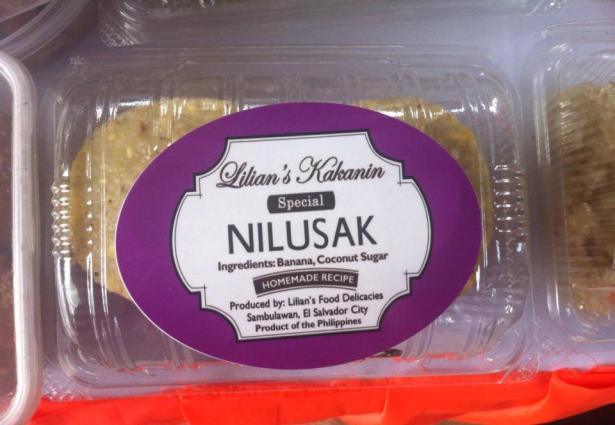 Lilian's Kakanin
Special
NILUSAK
Ingredients: Banana, Coconut Sugar
HOMEMADE RECIPE
Produced by: Lilian's Food Delicacies
Sambulawan, El Salvador City
Product of the Philippines